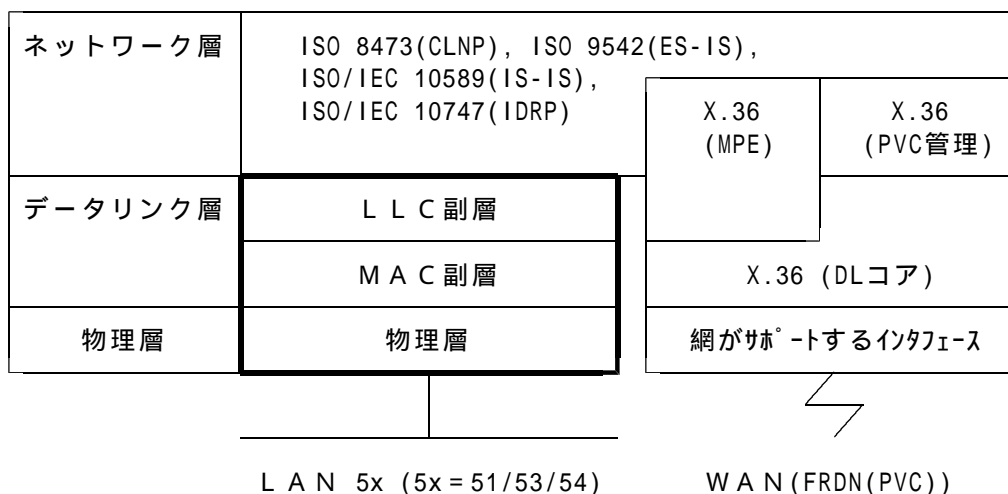 ネットワーク層
ISO 8473(CLNP), ISO 9542(ES-IS),
ISO/IEC 10589(IS-IS),
ISO/IEC 10747(IDRP)
X.36
(MPE)
X.36
(PVC管理)
データリンク層
LLC副層
MAC副層
X.36 (DLコア)
物理層
物理層
網がｻﾎﾟｰﾄするｲﾝﾀﾌｪｰｽ
LAN 5x (5x=51/53/54)
WAN(FRDN(PVC))